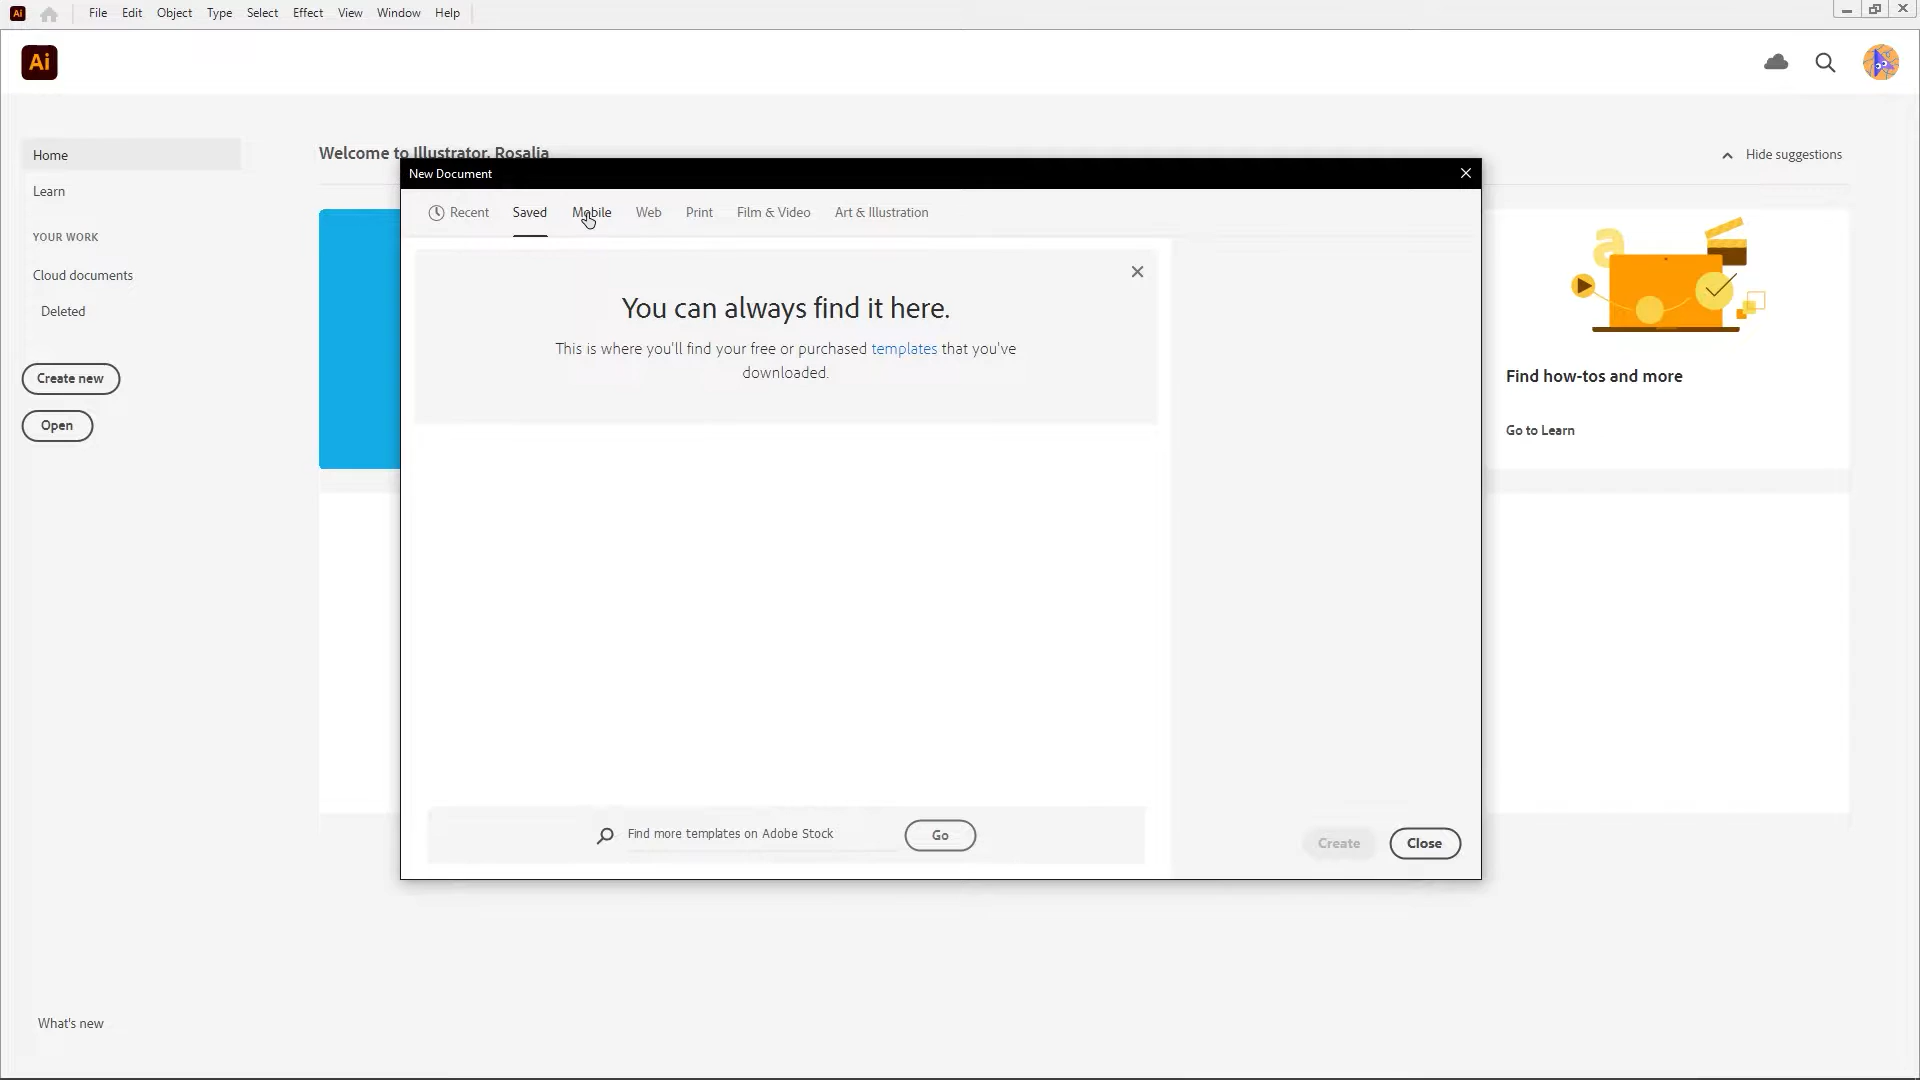 Ai File Edit Object Type Select Effect View Window Help
Ai
Home
Learn
YOUR WORK
Cloud documents
Deleted
Create new
Open
What's new
Welcome to Illustrator, Rosalia
Hide suggestions
New Document
Recent Saved Mobile Web Print Film & Video Art & Illustration
You can always find it here.
This is where you'll find your free or purchased templates that you've
downloaded.
Find more templates on Adobe Stock Go
Create Close
a
Find how-tos and more
Go to Learn